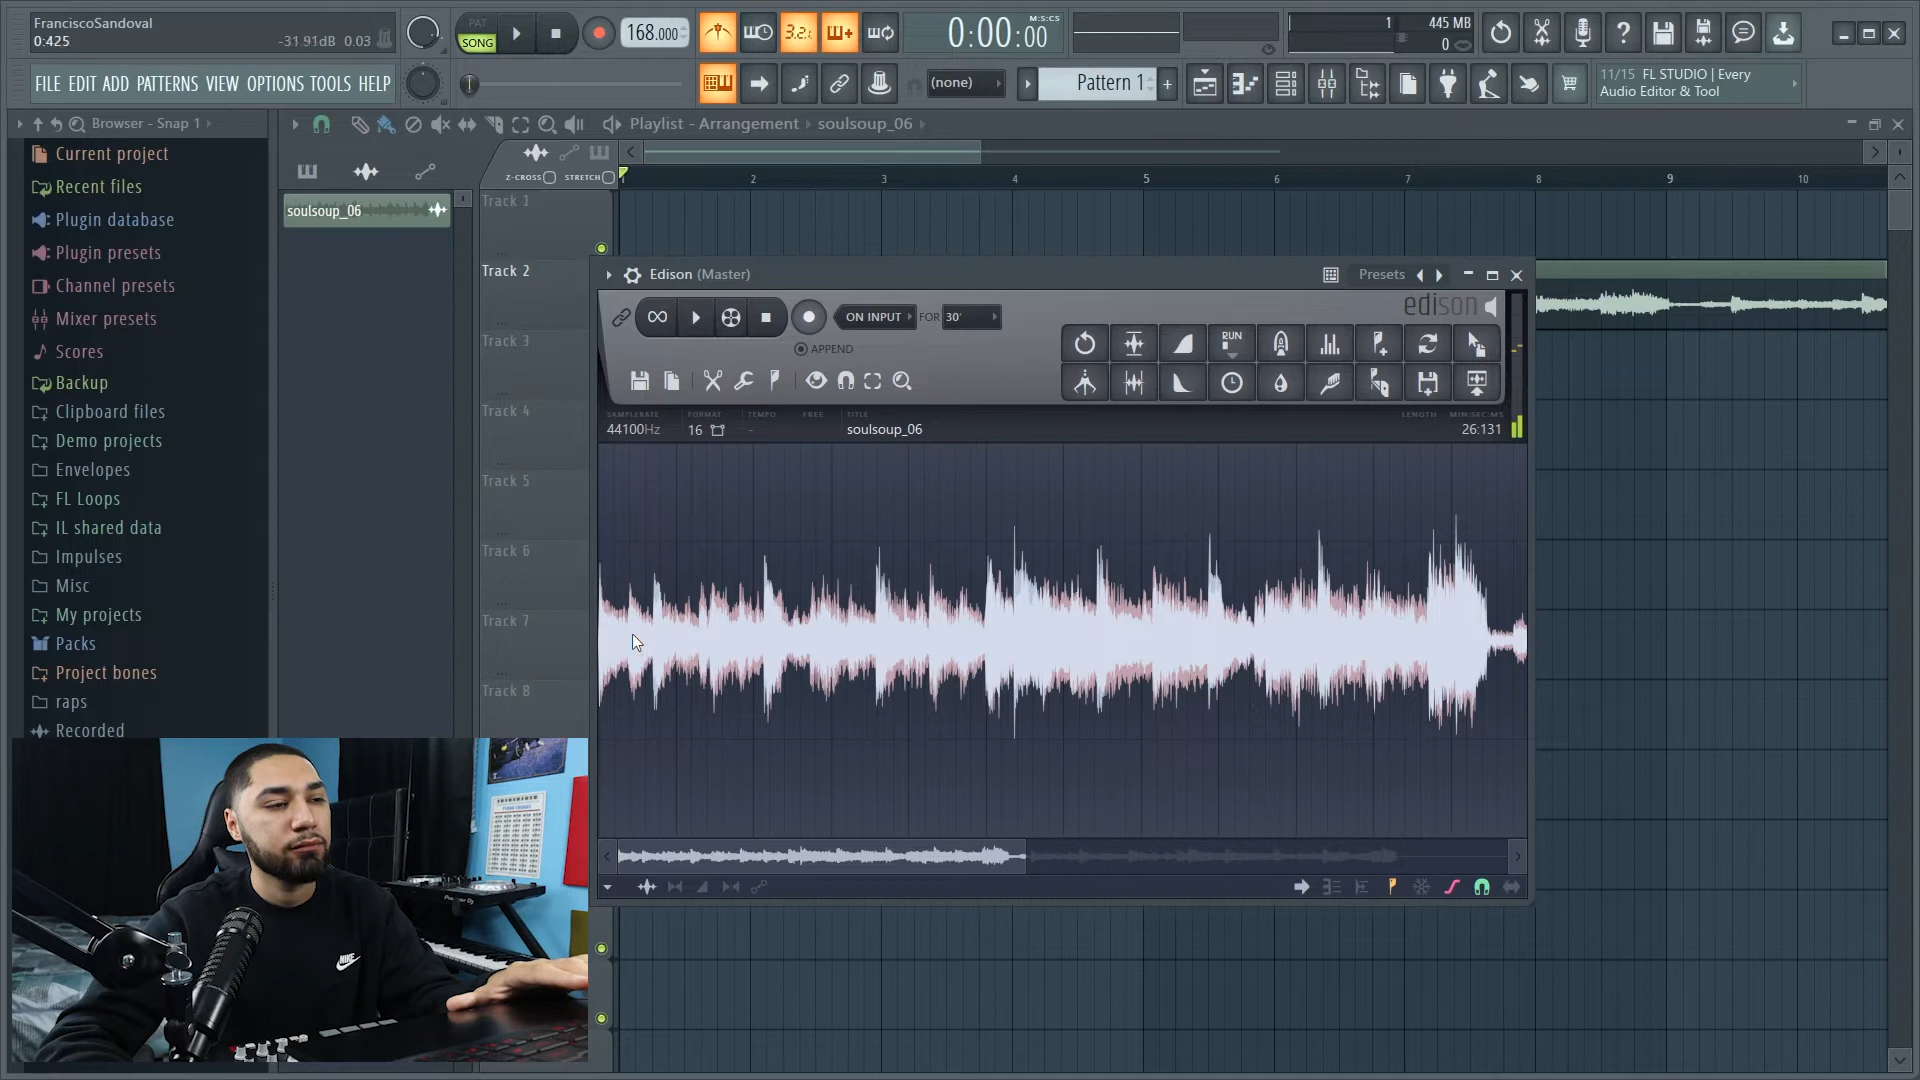 FranciscoSandoval
0:425
-31.91dB 0.03
PAT
SONG
168.000
3.2.
0:00:00
M:S:CS
1
445 MB
0
FILE EDIT ADD PATTERNS VIEW OPTIONS TOOLS HELP
(none)
Pattern 1
+
11/15 FL STUDIO | Every
Audio Editor & Tool
Browser - Snap 1
Playlist - Arrangement › soulsoup_06
Current project
Recent files
Plugin database
Plugin presets
Channel presets
Mixer presets
Scores
Backup
Clipboard files
Demo projects
Envelopes
FL Loops
IL shared data
Impulses
Misc
My projects
Packs
Project bones
raps
Recorded
soulsoup_06
Z-CROSS
STRETCH
1 2 3 4 5 6 7 8 9 10
Track 1
Track 2
Track 3
Track 4
Track 5
Track 6
Track 7
Track 8
Edison (Master)
Presets
edison
ON INPUT
FOR
30'
APPEND
RUN
SAMPLERATE
44100Hz
FORMAT
16
TEMPO
-
FREE
TITLE
soulsoup_06
LENGTH
MIN:SEC:MS
26:131
NIKE